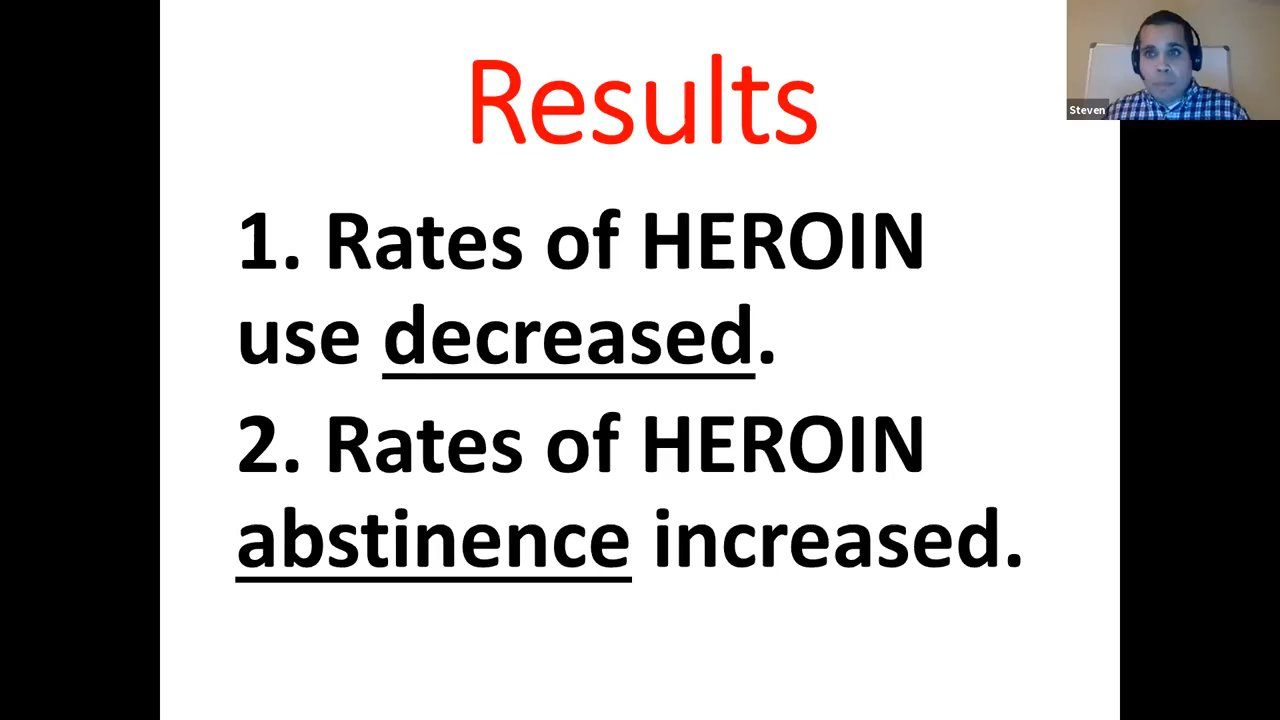 Results
Steven
1. Rates of HEROIN
use decreased.
2. Rates of HEROIN
abstinence increased.